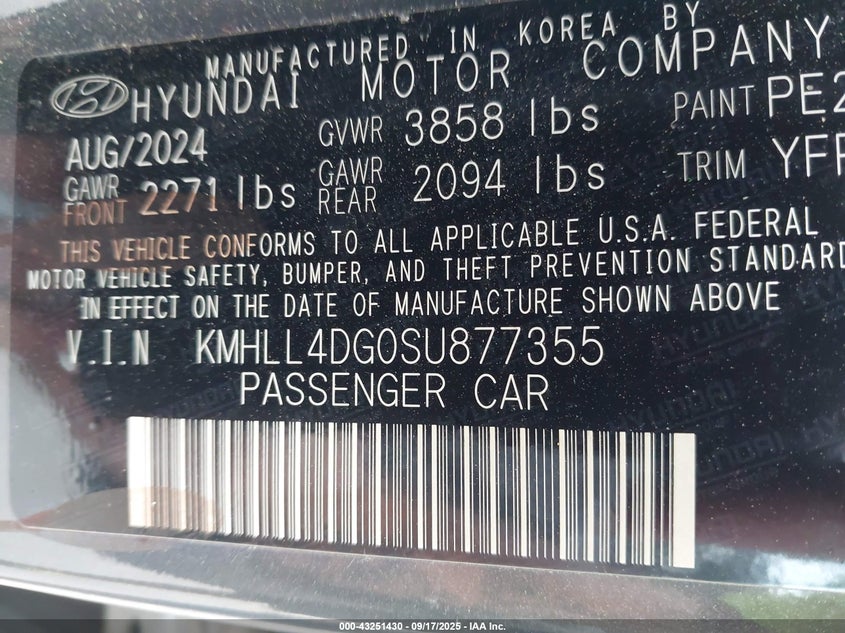 MANUFACTURED IN KOREA BY
HYUNDAI MOTOR COMPANY
AUG/2024 GVWR 3858 lbs PAINT PE2
GAWR FRONT 2271 lbs GAWR REAR 2094 lbs TRIM YFP
THIS VEHICLE CONFORMS TO ALL APPLICABLE U.S.A. FEDERAL
MOTOR VEHICLE SAFETY, BUMPER, AND THEFT PREVENTION STANDARD
IN EFFECT ON THE DATE OF MANUFACTURE SHOWN ABOVE
V.I.N KMHLL4DG0SU877355
PASSENGER CAR
000-43251430 - 09/17/2025 - IAA Inc.